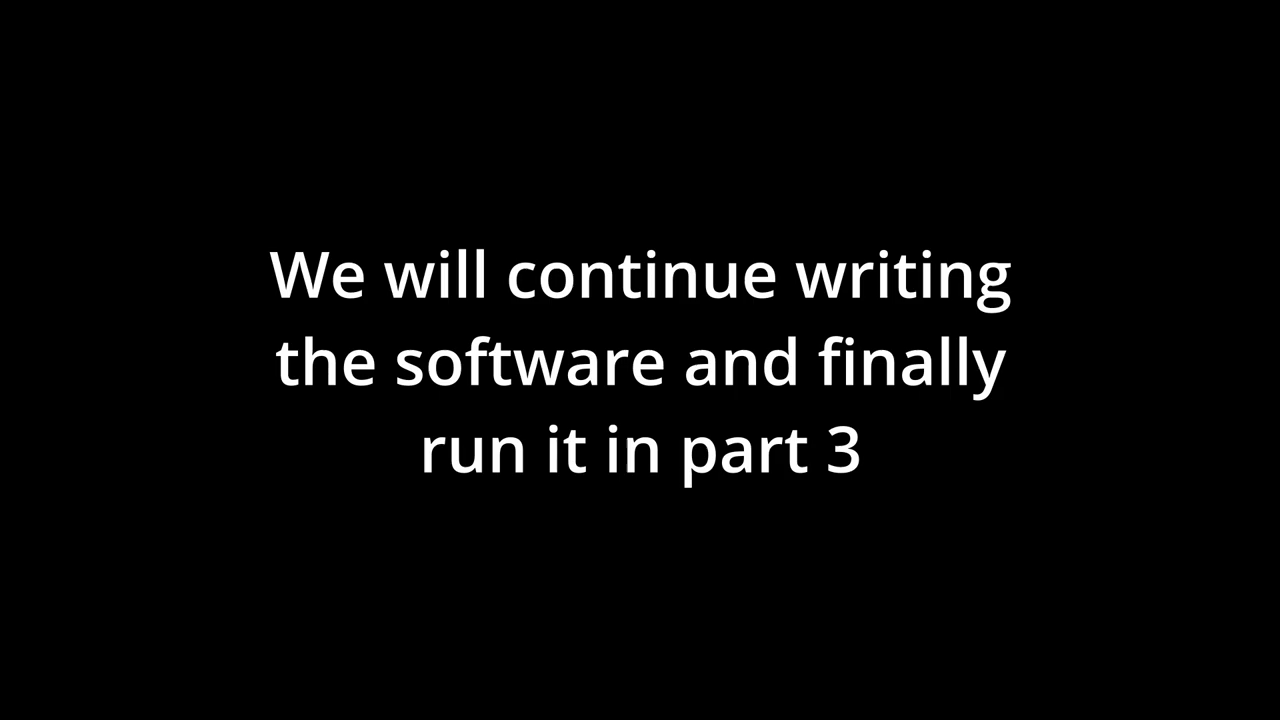 We will continue writing
the software and finally
run it in part 3